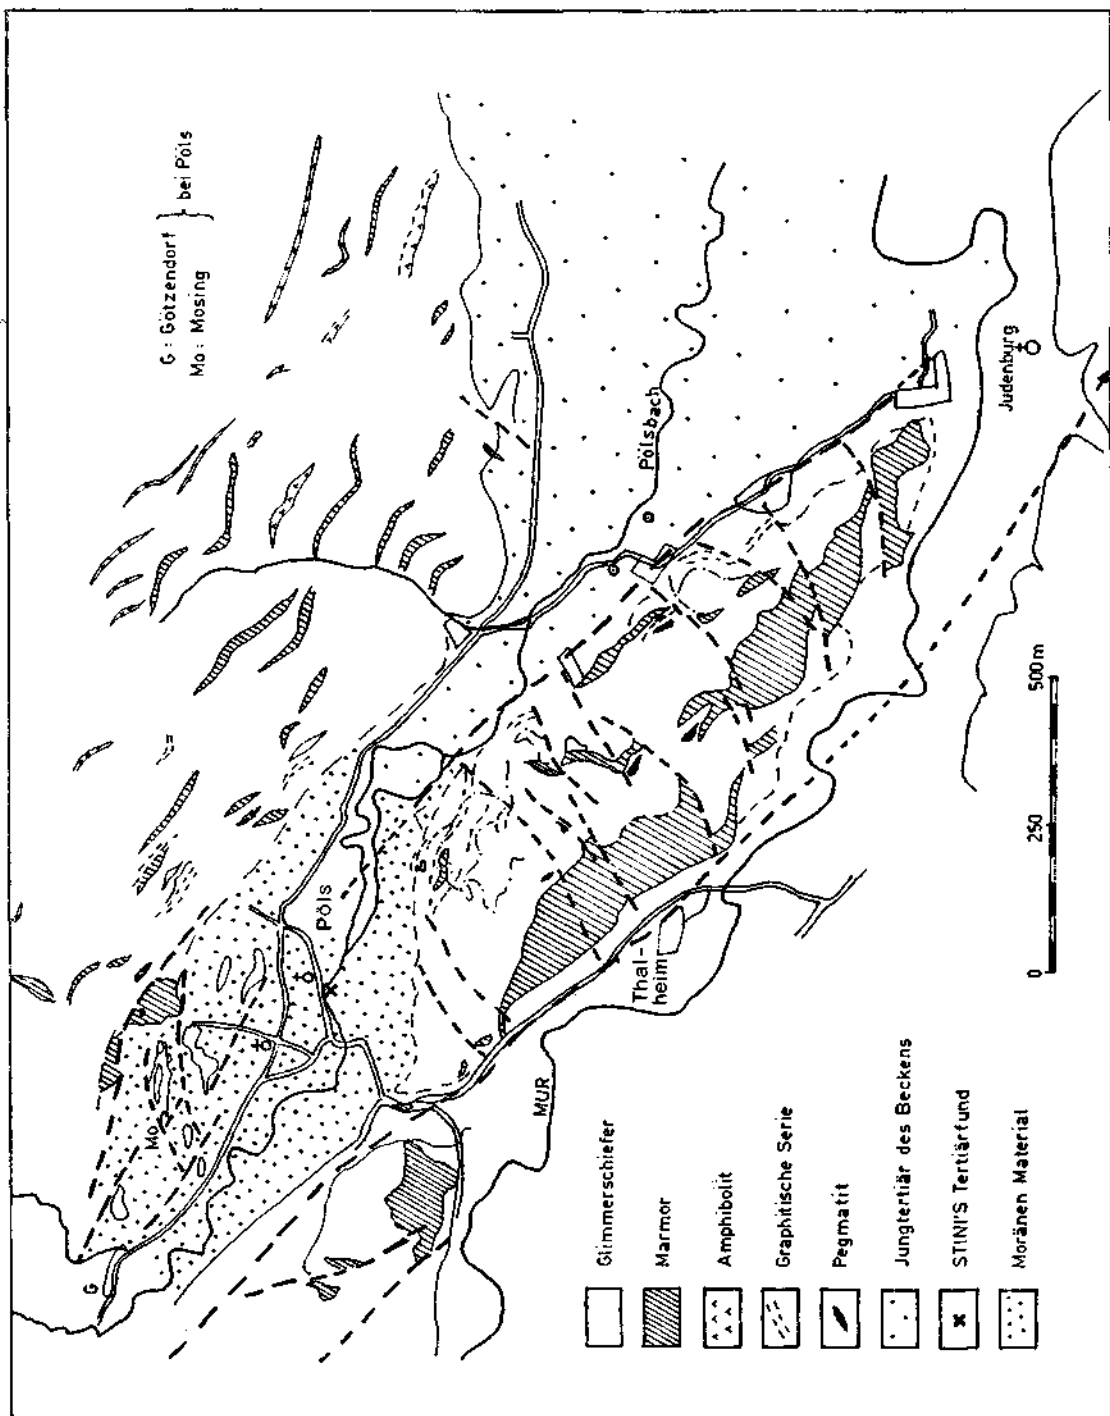 G = Götzendorf } bei Pöls
Mo = Mosing
Pölsbach
Judenburg
Pöls
Mo
G
Thal-
heim
MUR
0 250 500 m
Glimmerschiefer
Marmor
Amphibolit
Graphitische Serie
Pegmatit
Jungtertiär des Beckens
STINI'S Tertiärfund
Moränen Material